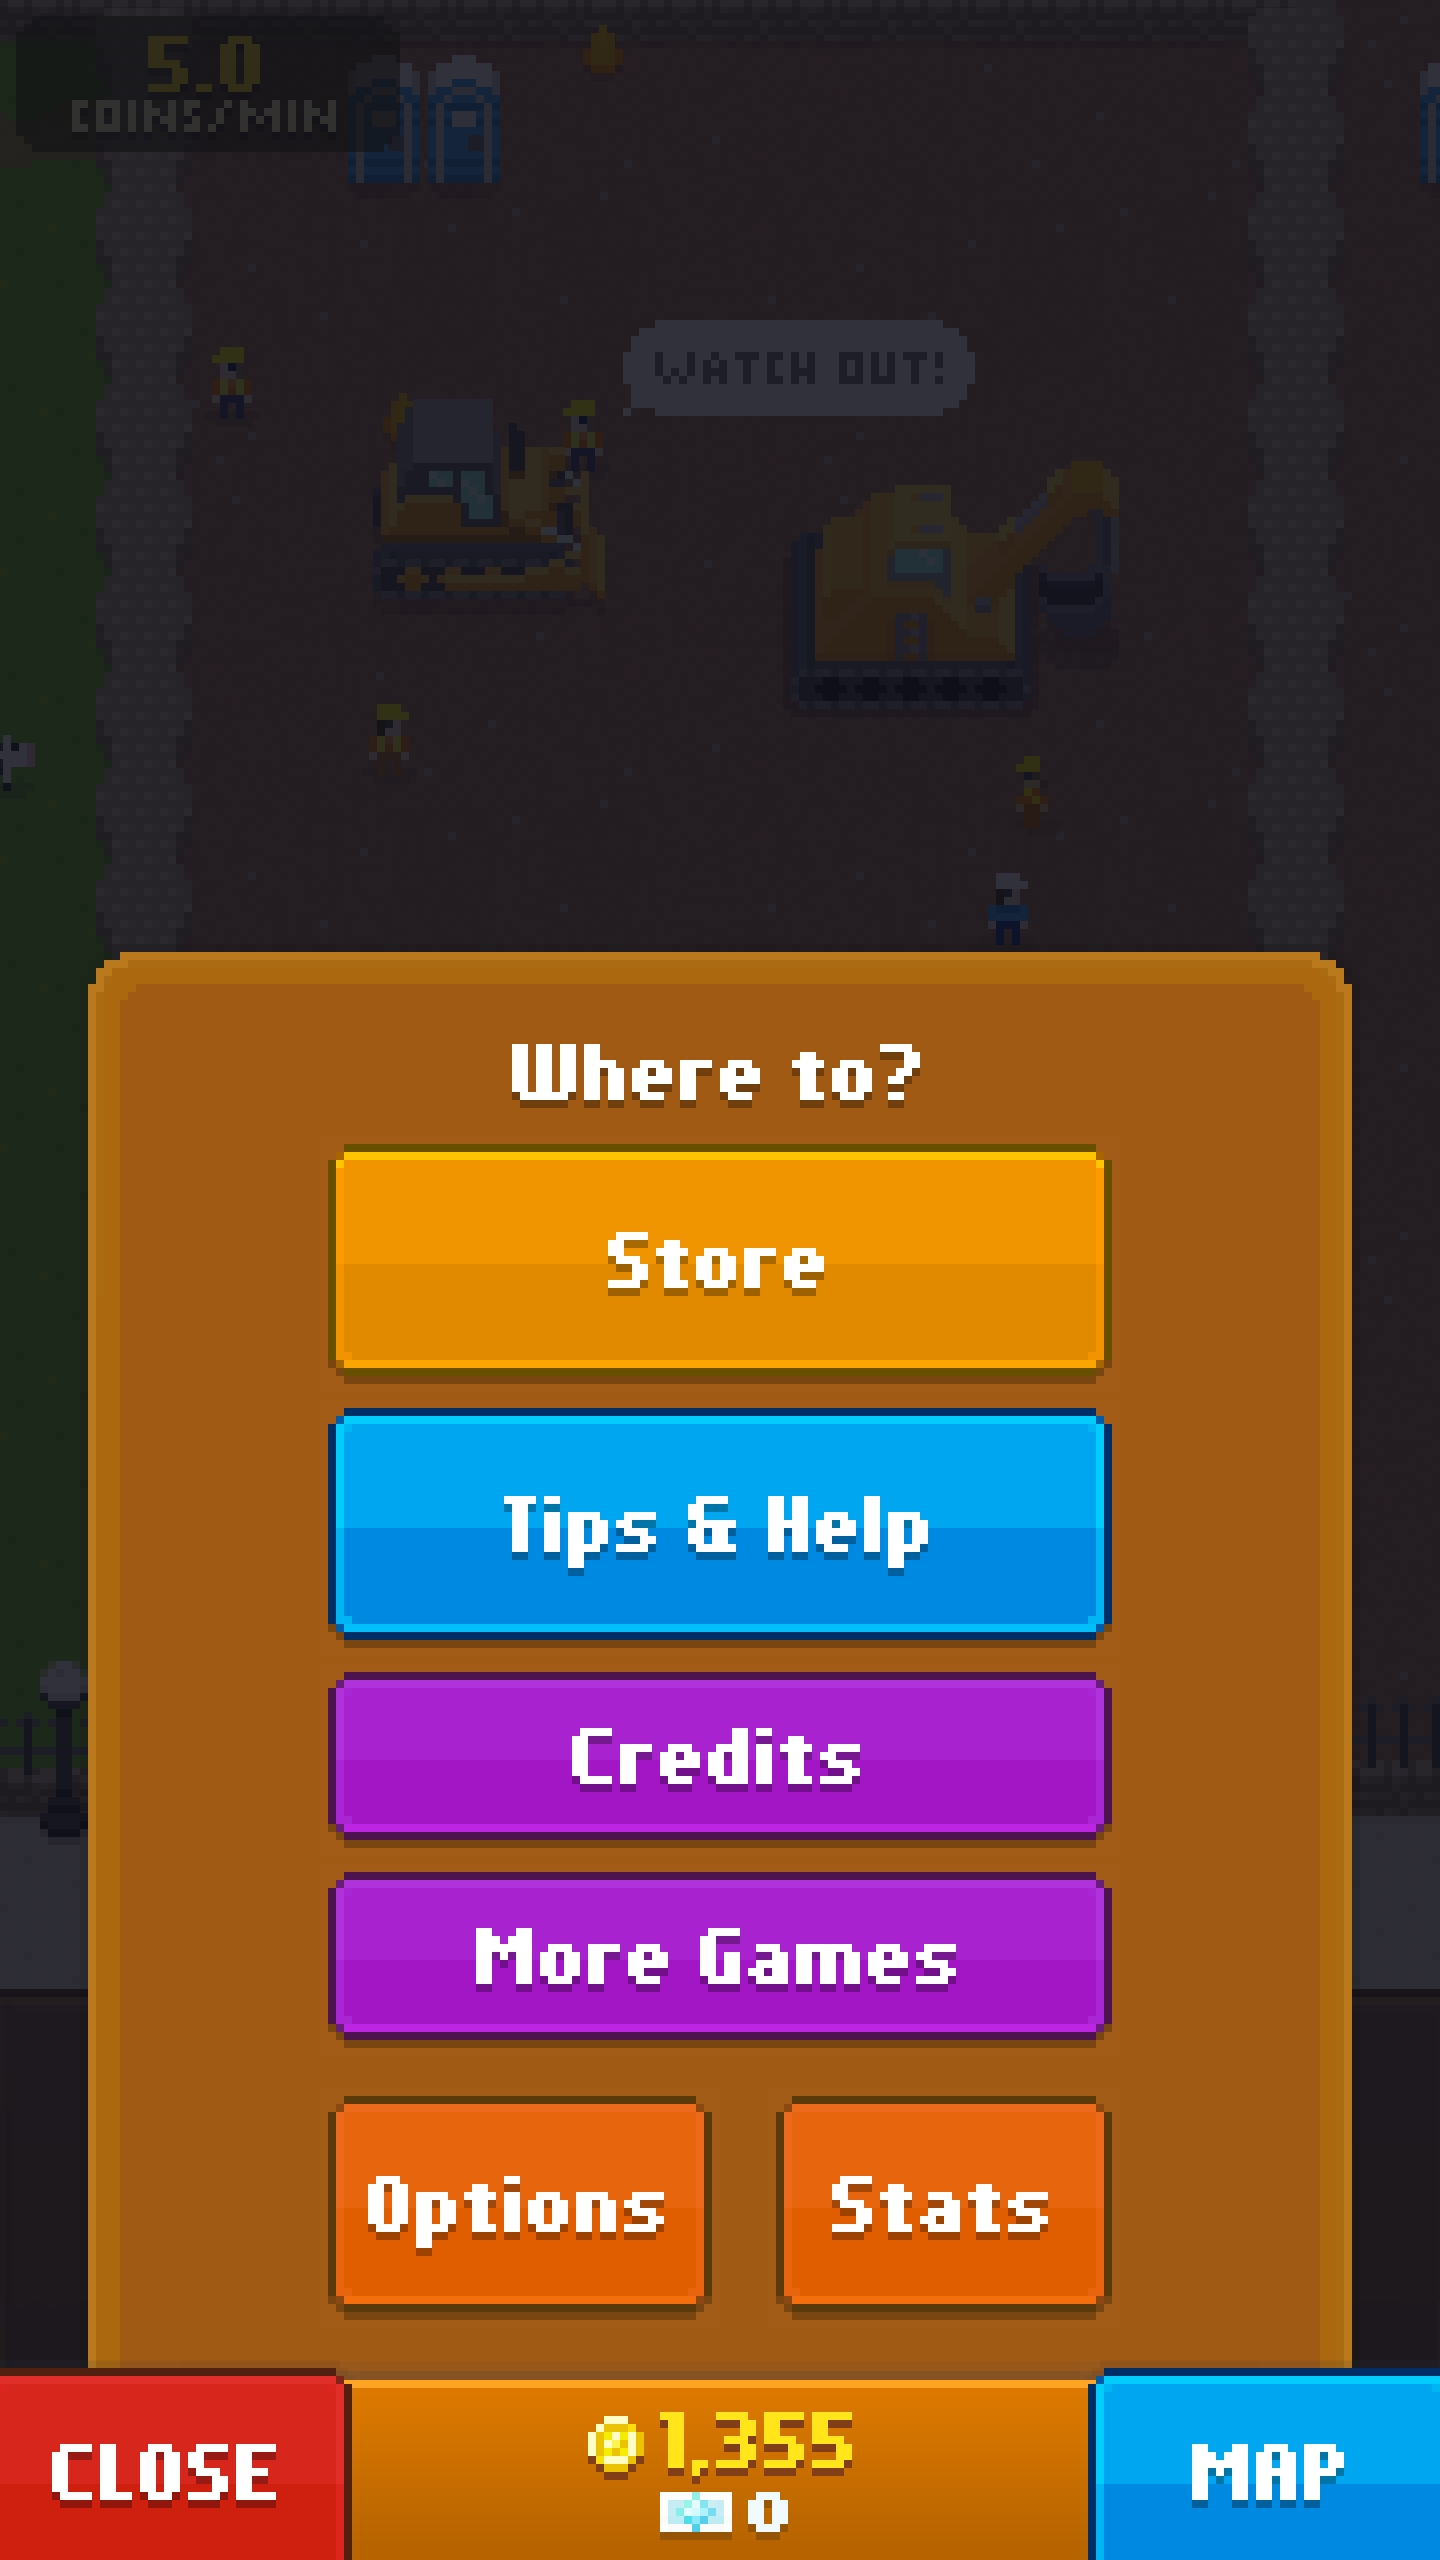 5.0
COINS/MIN
WATCH OUT!
Where to?
Store
Tips & Help
Credits
More Games
Options Stats
CLOSE 1,355 MAP
0